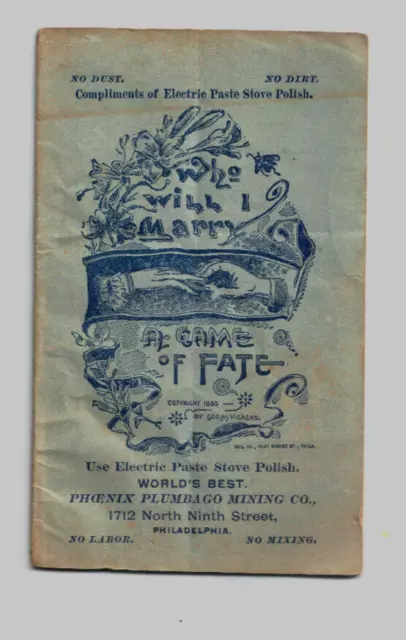 NO DUST. NO DIRT.
Compliments of Electric Paste Stove Polish.
Who
Will I
Marry
A GAME
OF FATE
COPYRIGHT 1890
BY GEO. M. VICKERS.
Use Electric Paste Stove Polish.
WORLD'S BEST.
PHŒNIX PLUMBAGO MINING CO.,
1712 North Ninth Street,
PHILADELPHIA.
NO LABOR. NO MIXING.